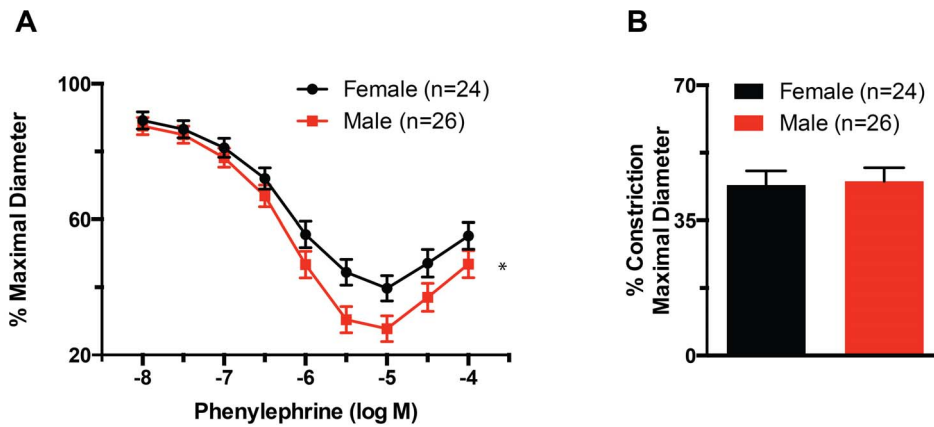 A
% Maximal Diameter
100
60
20
Female (n=24)
Male (n=26)
*
-8 -7 -6 -5 -4
Phenylephrine (log M)
B
% Constriction
Maximal Diameter
70
35
0
Female (n=24)
Male (n=26)